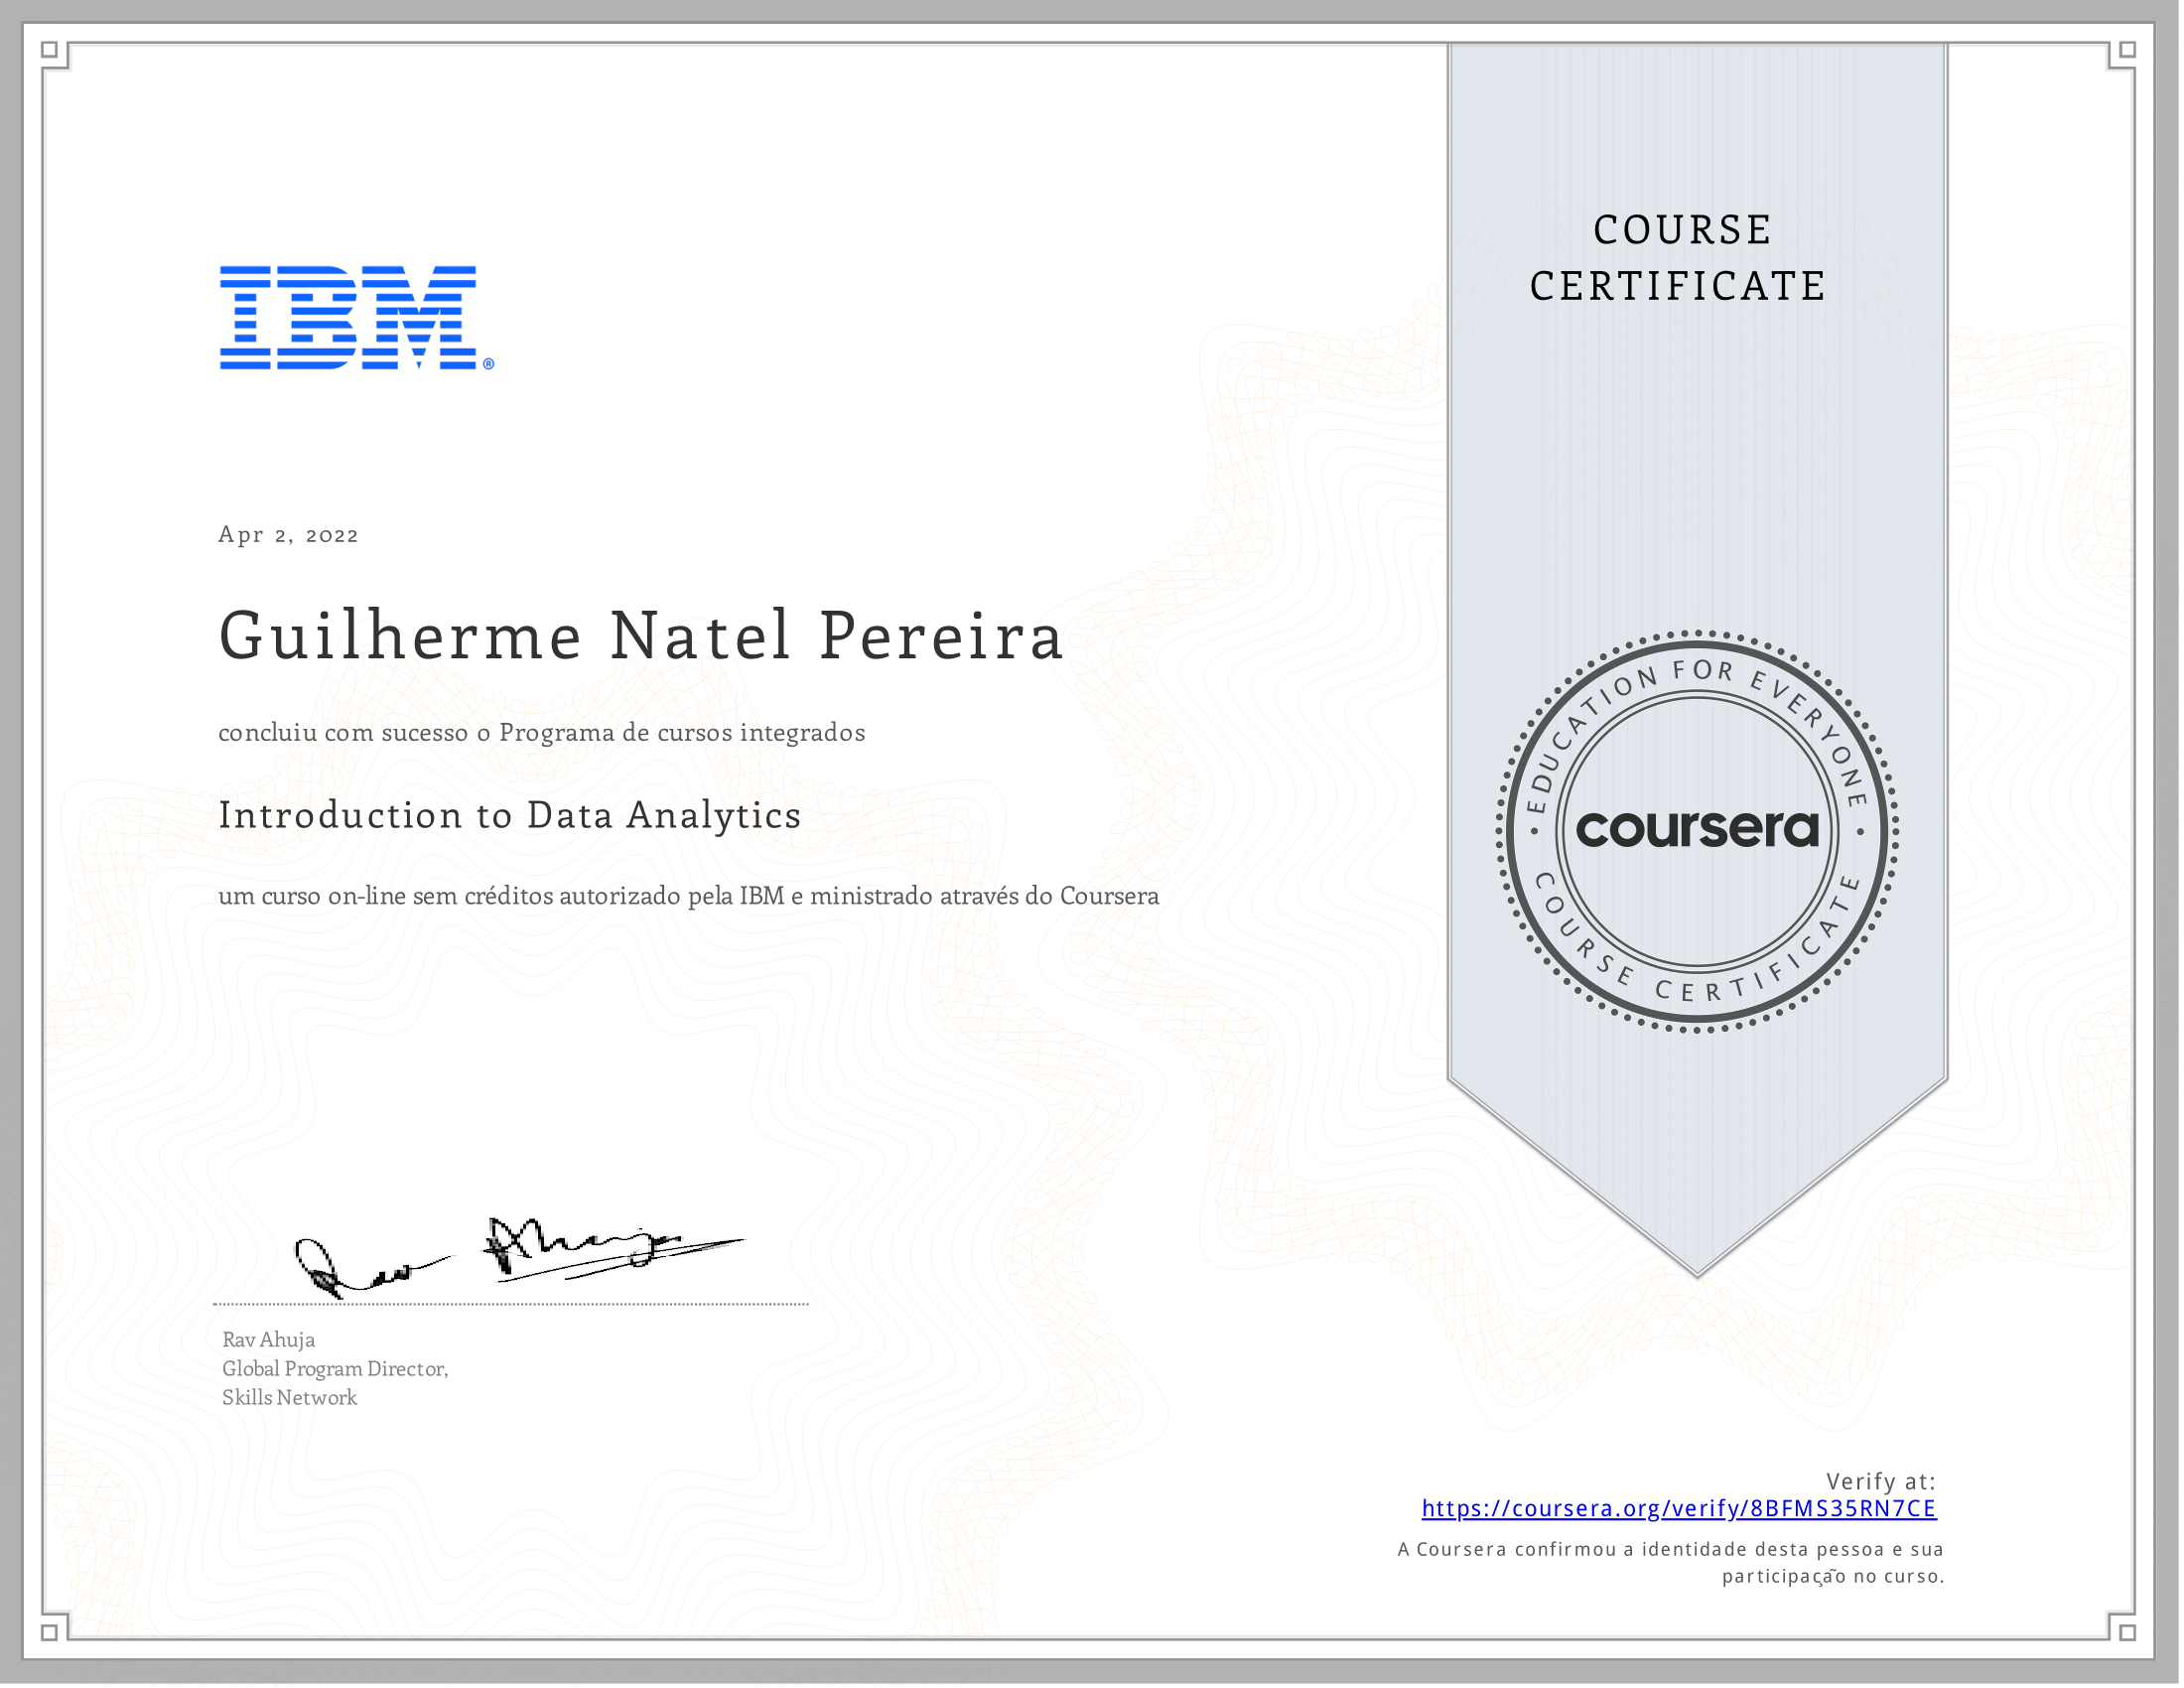 COURSE
CERTIFICATE
IBM®
Apr 2, 2022
Guilherme Natel Pereira
concluiu com sucesso o Programa de cursos integrados
Introduction to Data Analytics
um curso on-line sem créditos autorizado pela IBM e ministrado através do Coursera
EDUCATION FOR EVERYONE
coursera
COURSE CERTIFICATE
Rav Ahuja
Global Program Director,
Skills Network
Verify at:
https://coursera.org/verify/8BFMS35RN7CE
A Coursera confirmou a identidade desta pessoa e sua
participação no curso.